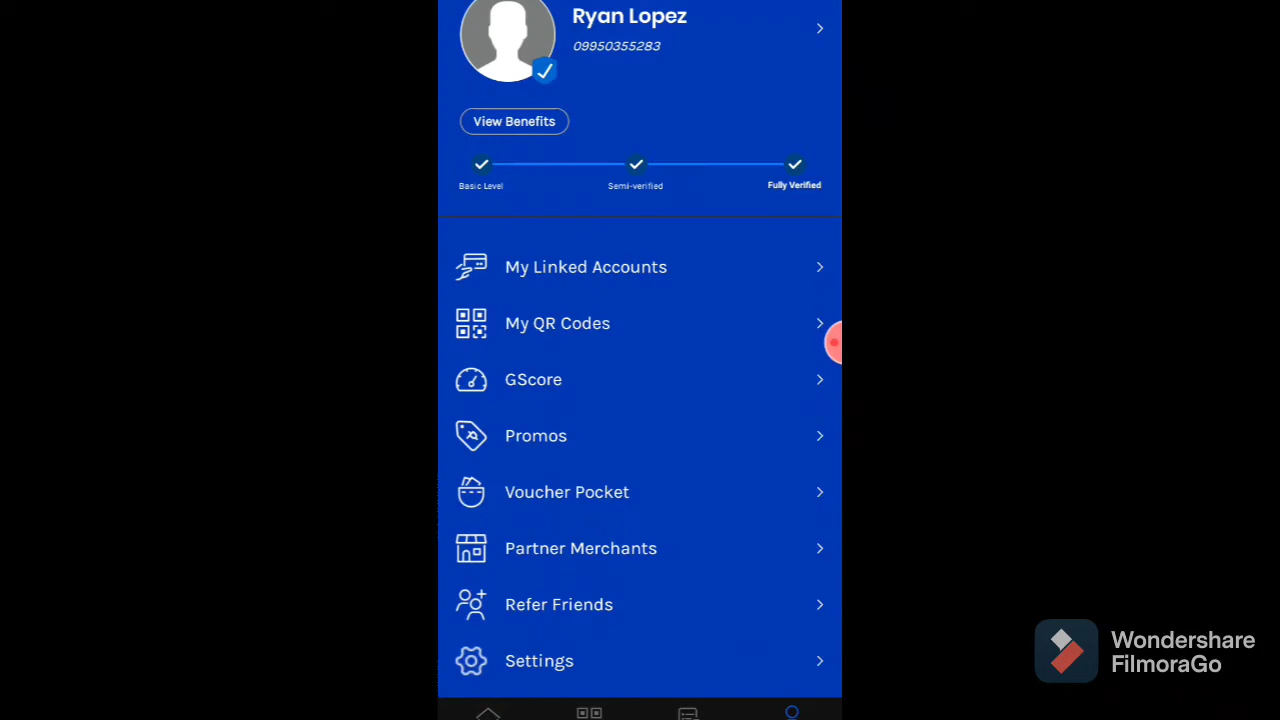 Ryan Lopez
09950355283
View Benefits
Basic Level
Semi-verified
Fully Verified
My Linked Accounts
My QR Codes
GScore
Promos
Voucher Pocket
Partner Merchants
Refer Friends
Settings
Wondershare
FilmoraGo